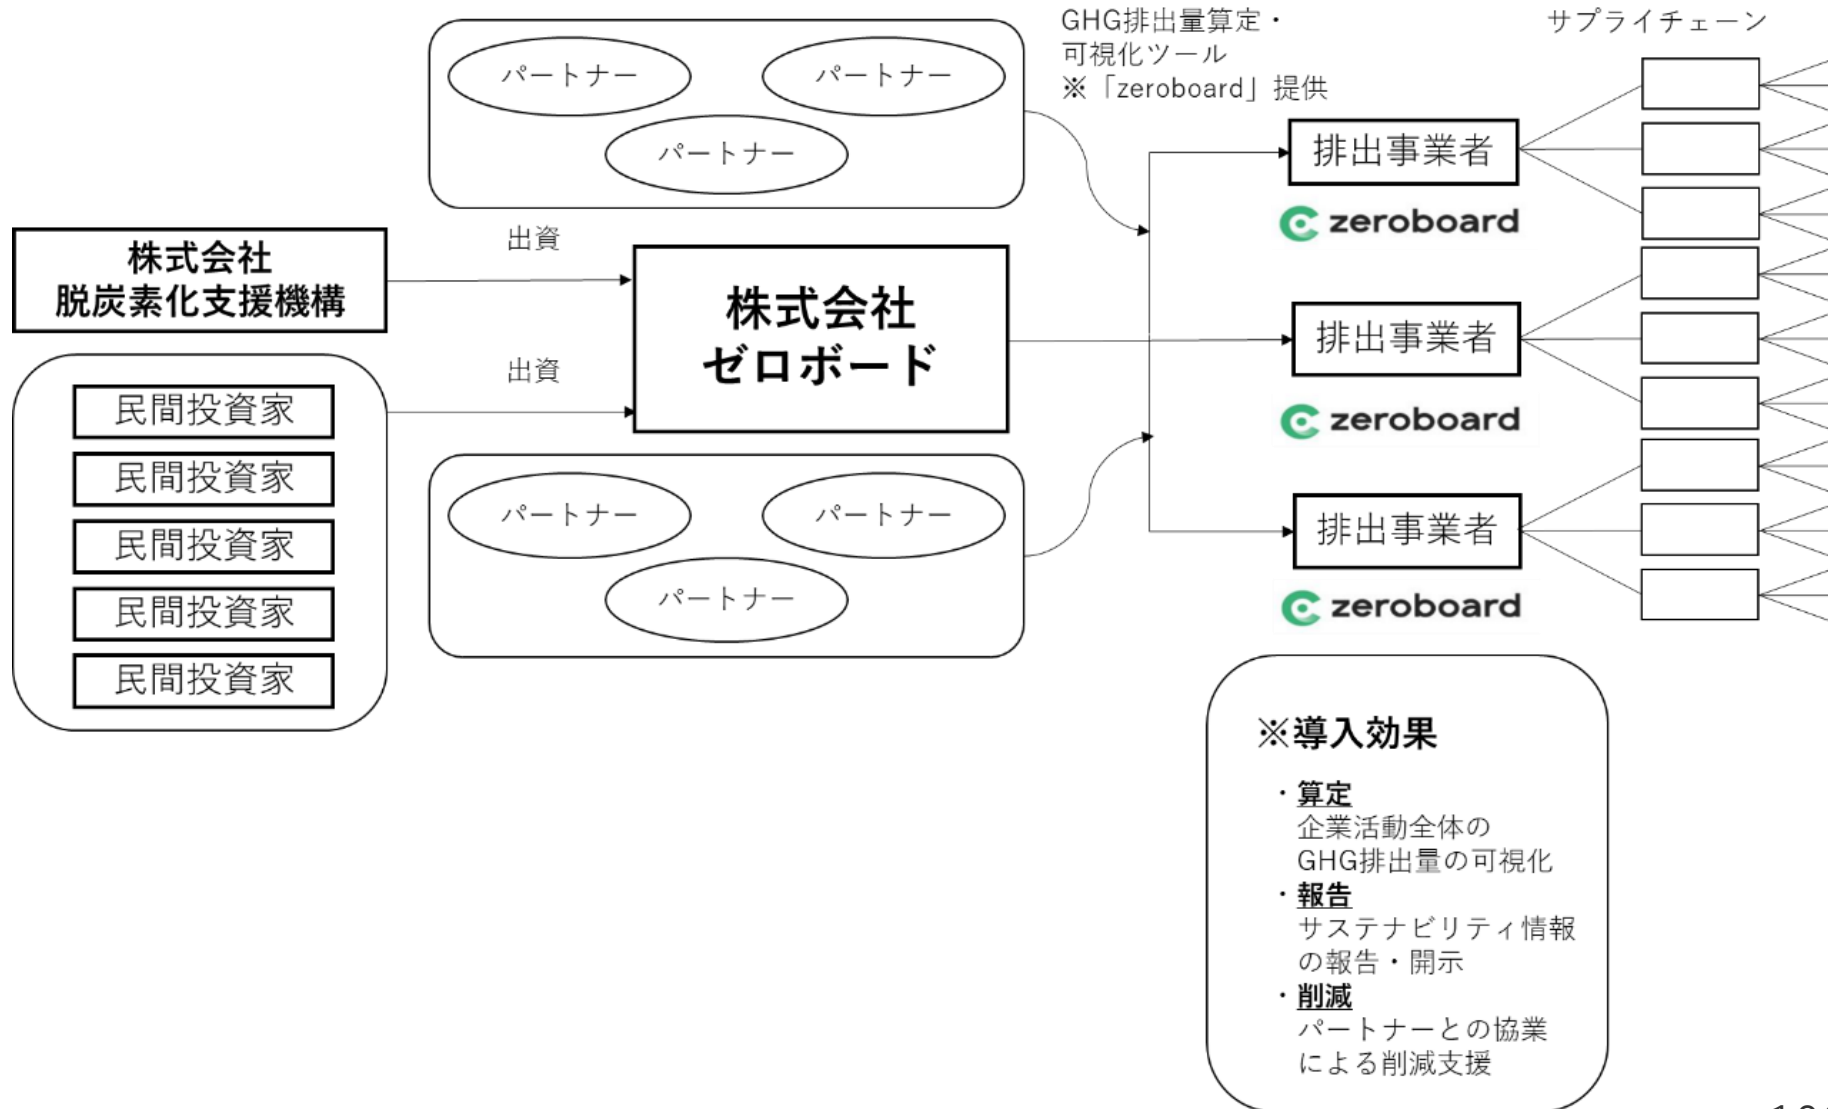 GHG排出量算定・
可視化ツール
※「zeroboard」提供
サプライチェーン
パートナー
パートナー
パートナー
排出事業者
zeroboard
出資
株式会社
脱炭素化支援機構
株式会社
ゼロボード
排出事業者
zeroboard
出資
民間投資家
民間投資家
民間投資家
民間投資家
民間投資家
パートナー
パートナー
パートナー
排出事業者
zeroboard
※導入効果
・算定
企業活動全体の
GHG排出量の可視化
・報告
サステナビリティ情報
の報告・開示
・削減
パートナーとの協業
による削減支援